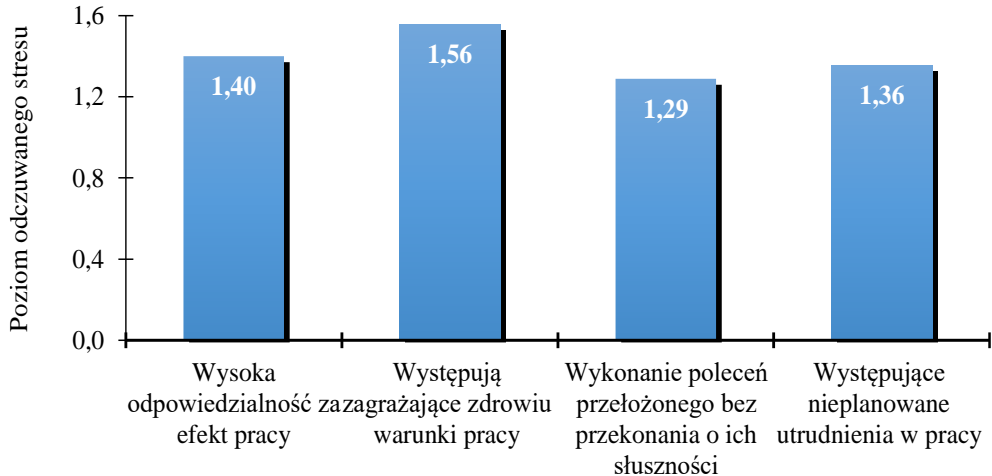 Poziom odczuwanego stresu
1,6
1,2
0,8
0,4
0,0
1,40
1,56
1,29
1,36
Wysoka
odpowiedzialność za
efekt pracy
Występują
zagrażające zdrowiu
warunki pracy
Wykonanie poleceń
przełożonego bez
przekonania o ich
słuszności
Występujące
nieplanowane
utrudnienia w pracy